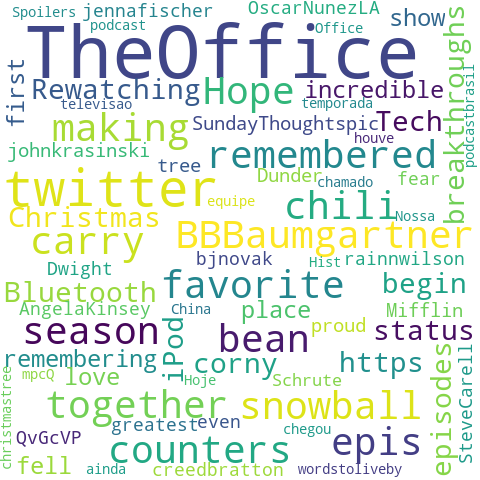 Spoilers jennafischer OscarNunezLA
podcast Office show
TheOffice
first Rewatching Hope incredible
televisao temporada
making SundayThoughtspic Tech
houve
johnkrasinski tree remembered breakthroughs podcastbrasil
Dunder chamado fear
twitter chili
equipe
Christmas Nossa
carry BBBaumgartner
bjnovak Hist rainnwilson
Dwight favorite begin
Bluetooth China
AngelaKinsey place Mifflin
season bean proud status
remembering iPod corny https
mpcQ love Hoje Schrute
christmastree together snowball episodes SteveCarell
greatest even chegou
QvGcVP counters epis
fell ainda creedbratton wordstoliveby